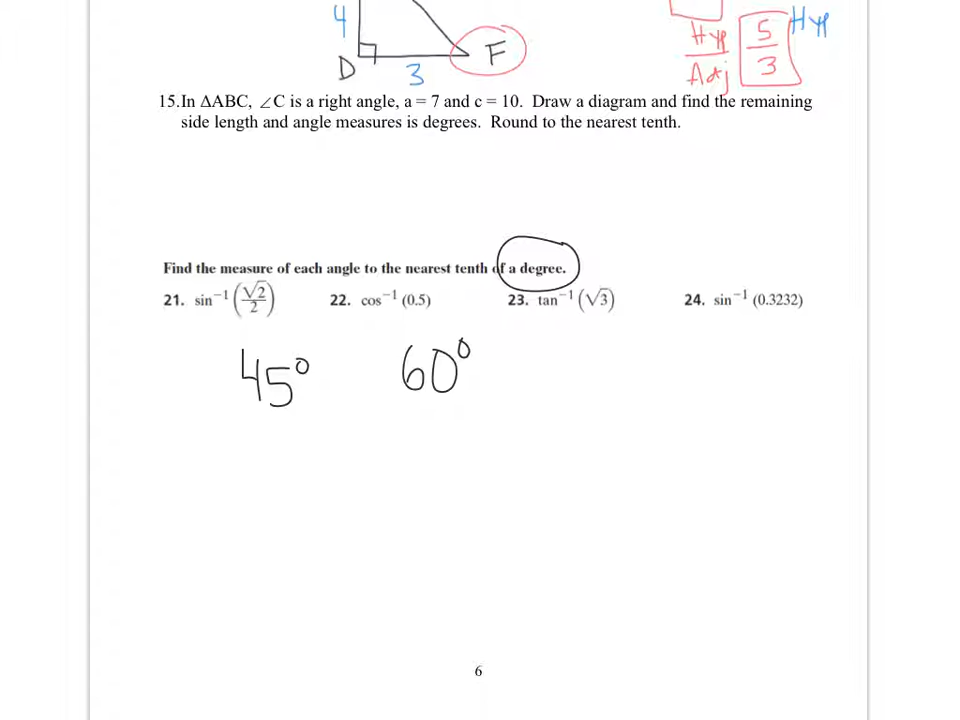 4
D
3
F
Hyp
Adj
5
3
Hyp
15. In ΔABC, ∠C is a right angle, a = 7 and c = 10. Draw a diagram and find the remaining
side length and angle measures is degrees. Round to the nearest tenth.
Find the measure of each angle to the nearest tenth of a degree.
21. sin⁻¹(√2/2) 22. cos⁻¹ (0.5) 23. tan⁻¹ (√3) 24. sin⁻¹ (0.3232)
45° 60°
6